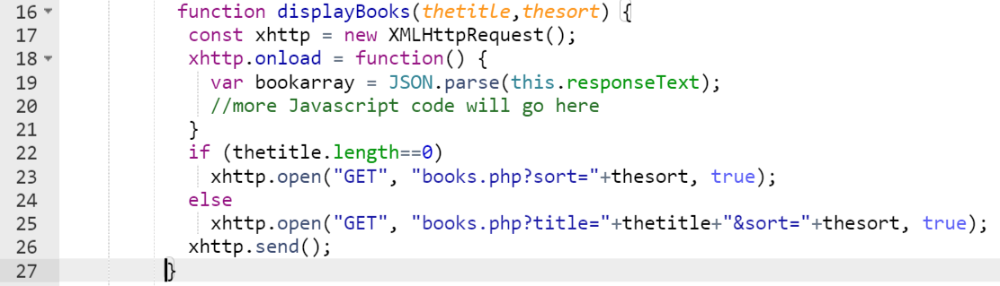 16 function displayBooks(thetitle,thesort) {
17 const xhttp = new XMLHttpRequest();
18 xhttp.onload = function() {
19 var bookarray = JSON.parse(this.responseText);
20 //more Javascript code will go here
21 }
22 if (thetitle.length==0)
23 xhttp.open("GET", "books.php?sort="+thesort, true);
24 else
25 xhttp.open("GET", "books.php?title="+thetitle+"&sort="+thesort, true);
26 xhttp.send();
27 }